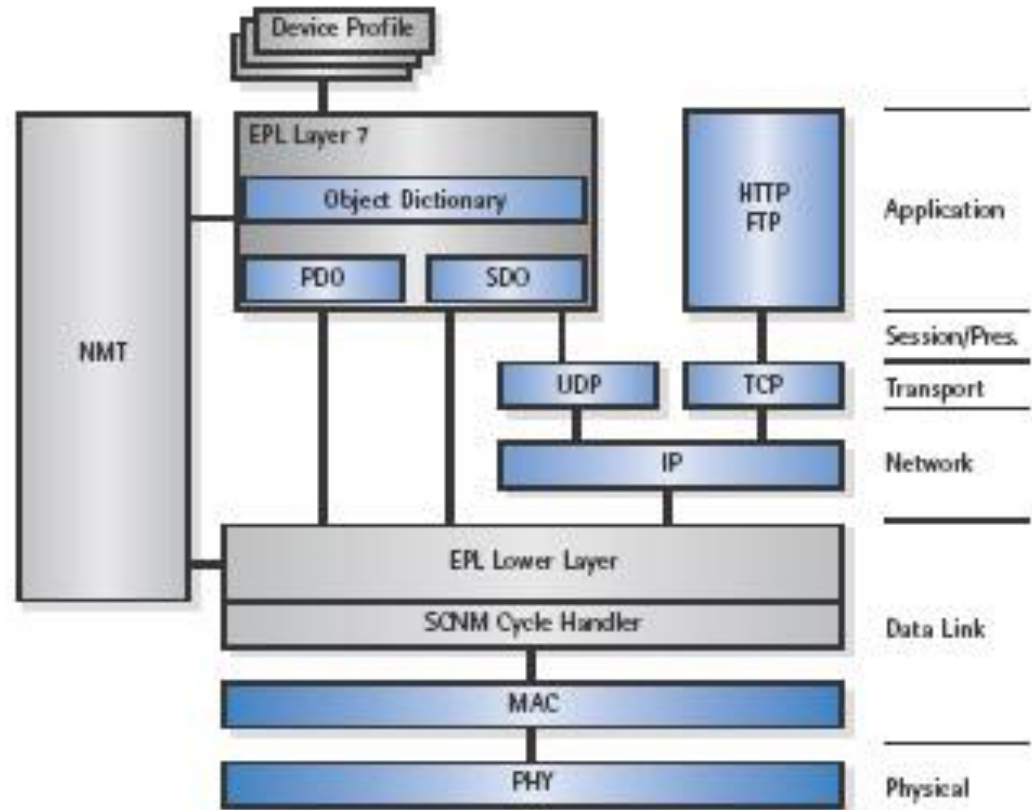 Device Profile
EPL Layer 7
Object Dictionary
PDO
SDO
HTTP
FTP
Application
NMT
Session/Pres.
UDP
TCP
Transport
IP
Network
EPL Lower Layer
SCNM Cycle Handler
Data Link
MAC
PHY
Physical